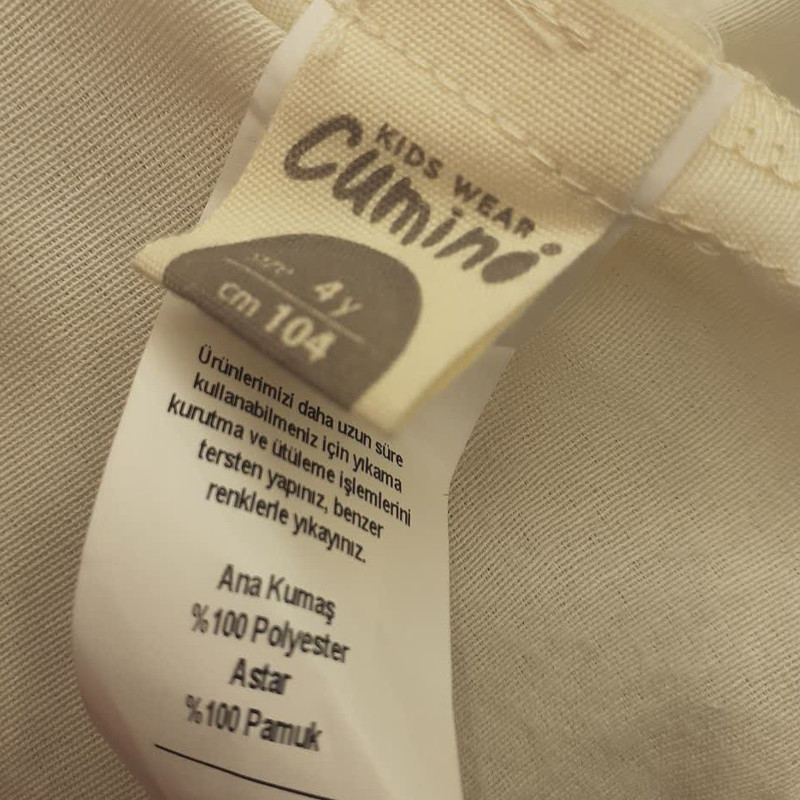 KIDS WEAR
cumino®
size 4 y
cm 104
Ürünlerimizi daha uzun süre
kullanabilmeniz için yıkama
kurutma ve ütüleme işlemlerini
tersten yapınız, benzer
renklerle yıkayınız.
Ana Kumaş
%100 Polyester
Astar
%100 Pamuk